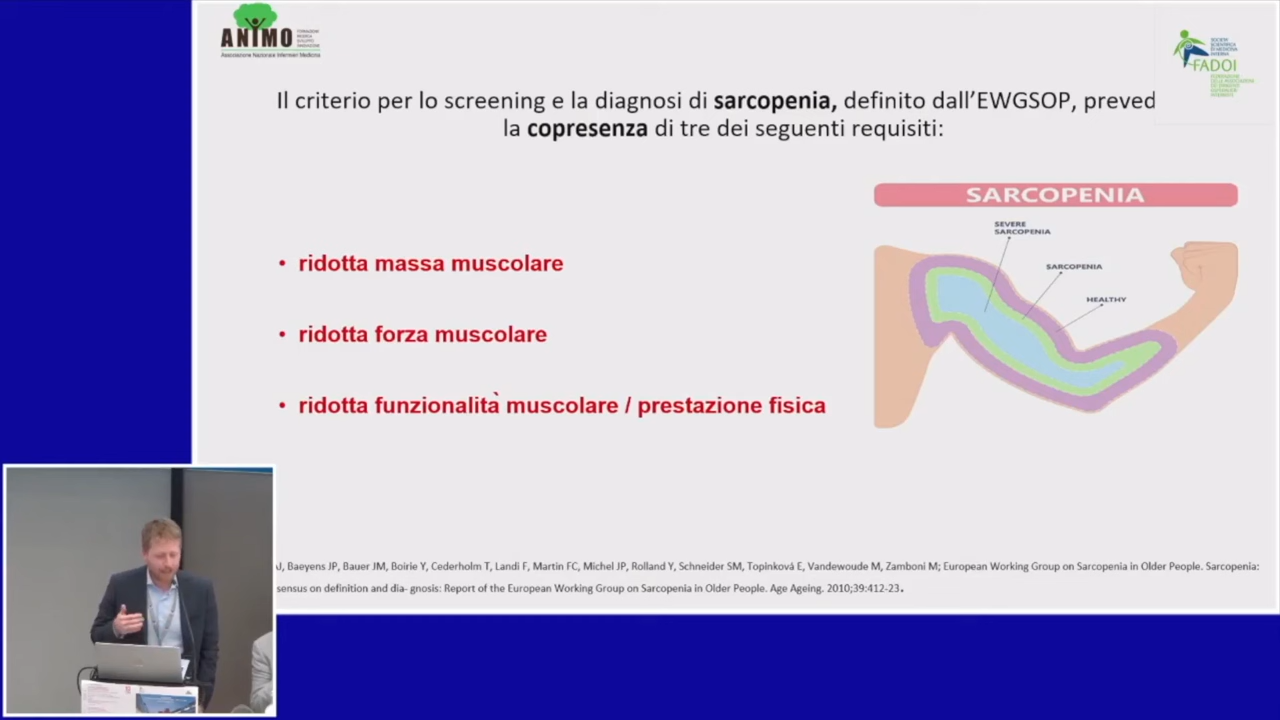 ANIMO
FORMAZIONE
RICERCA
SVILUPPO
INNOVAZIONE
Associazione Nazionale Infermieri Medicina
FADOI
Il criterio per lo screening e la diagnosi di sarcopenia, definito dall’EWGSOP, preved
la copresenza di tre dei seguenti requisiti:
SARCOPENIA
SEVERE
SARCOPENIA
SARCOPENIA
HEALTHY
• ridotta massa muscolare
• ridotta forza muscolare
• ridotta funzionalità muscolare / prestazione fisica
J, Baeyens JP, Bauer JM, Boirie Y, Cederholm T, Landi F, Martin FC, Michel JP, Rolland Y, Schneider SM, Topinková E, Vandewoude M, Zamboni M; European Working Group on Sarcopenia in Older People. Sarcopenia:
sensus on definition and dia- gnosis: Report of the European Working Group on Sarcopenia in Older People. Age Ageing. 2010;39:412-23.